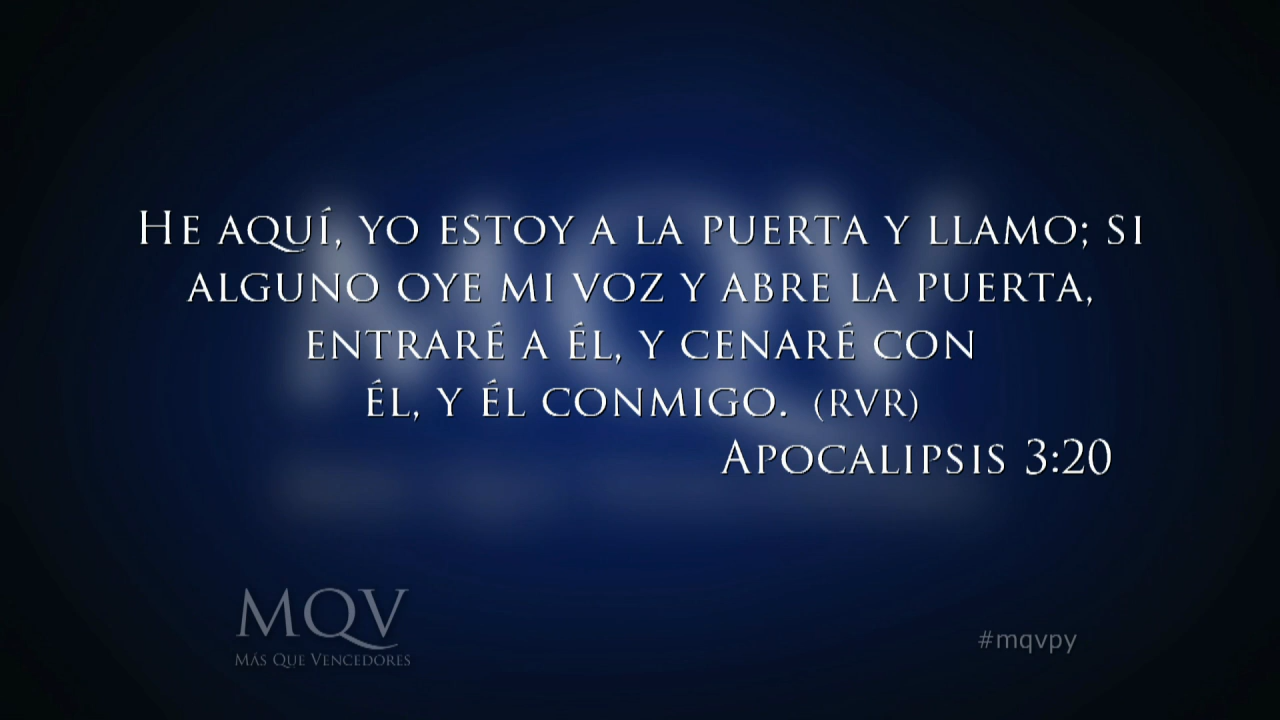 He aquí, yo estoy a la puerta y llamo; si
alguno oye mi voz y abre la puerta,
entraré a él, y cenaré con
él, y él conmigo. (RVR)
Apocalipsis 3:20
MQV
Más Que Vencedores
#mqvpy